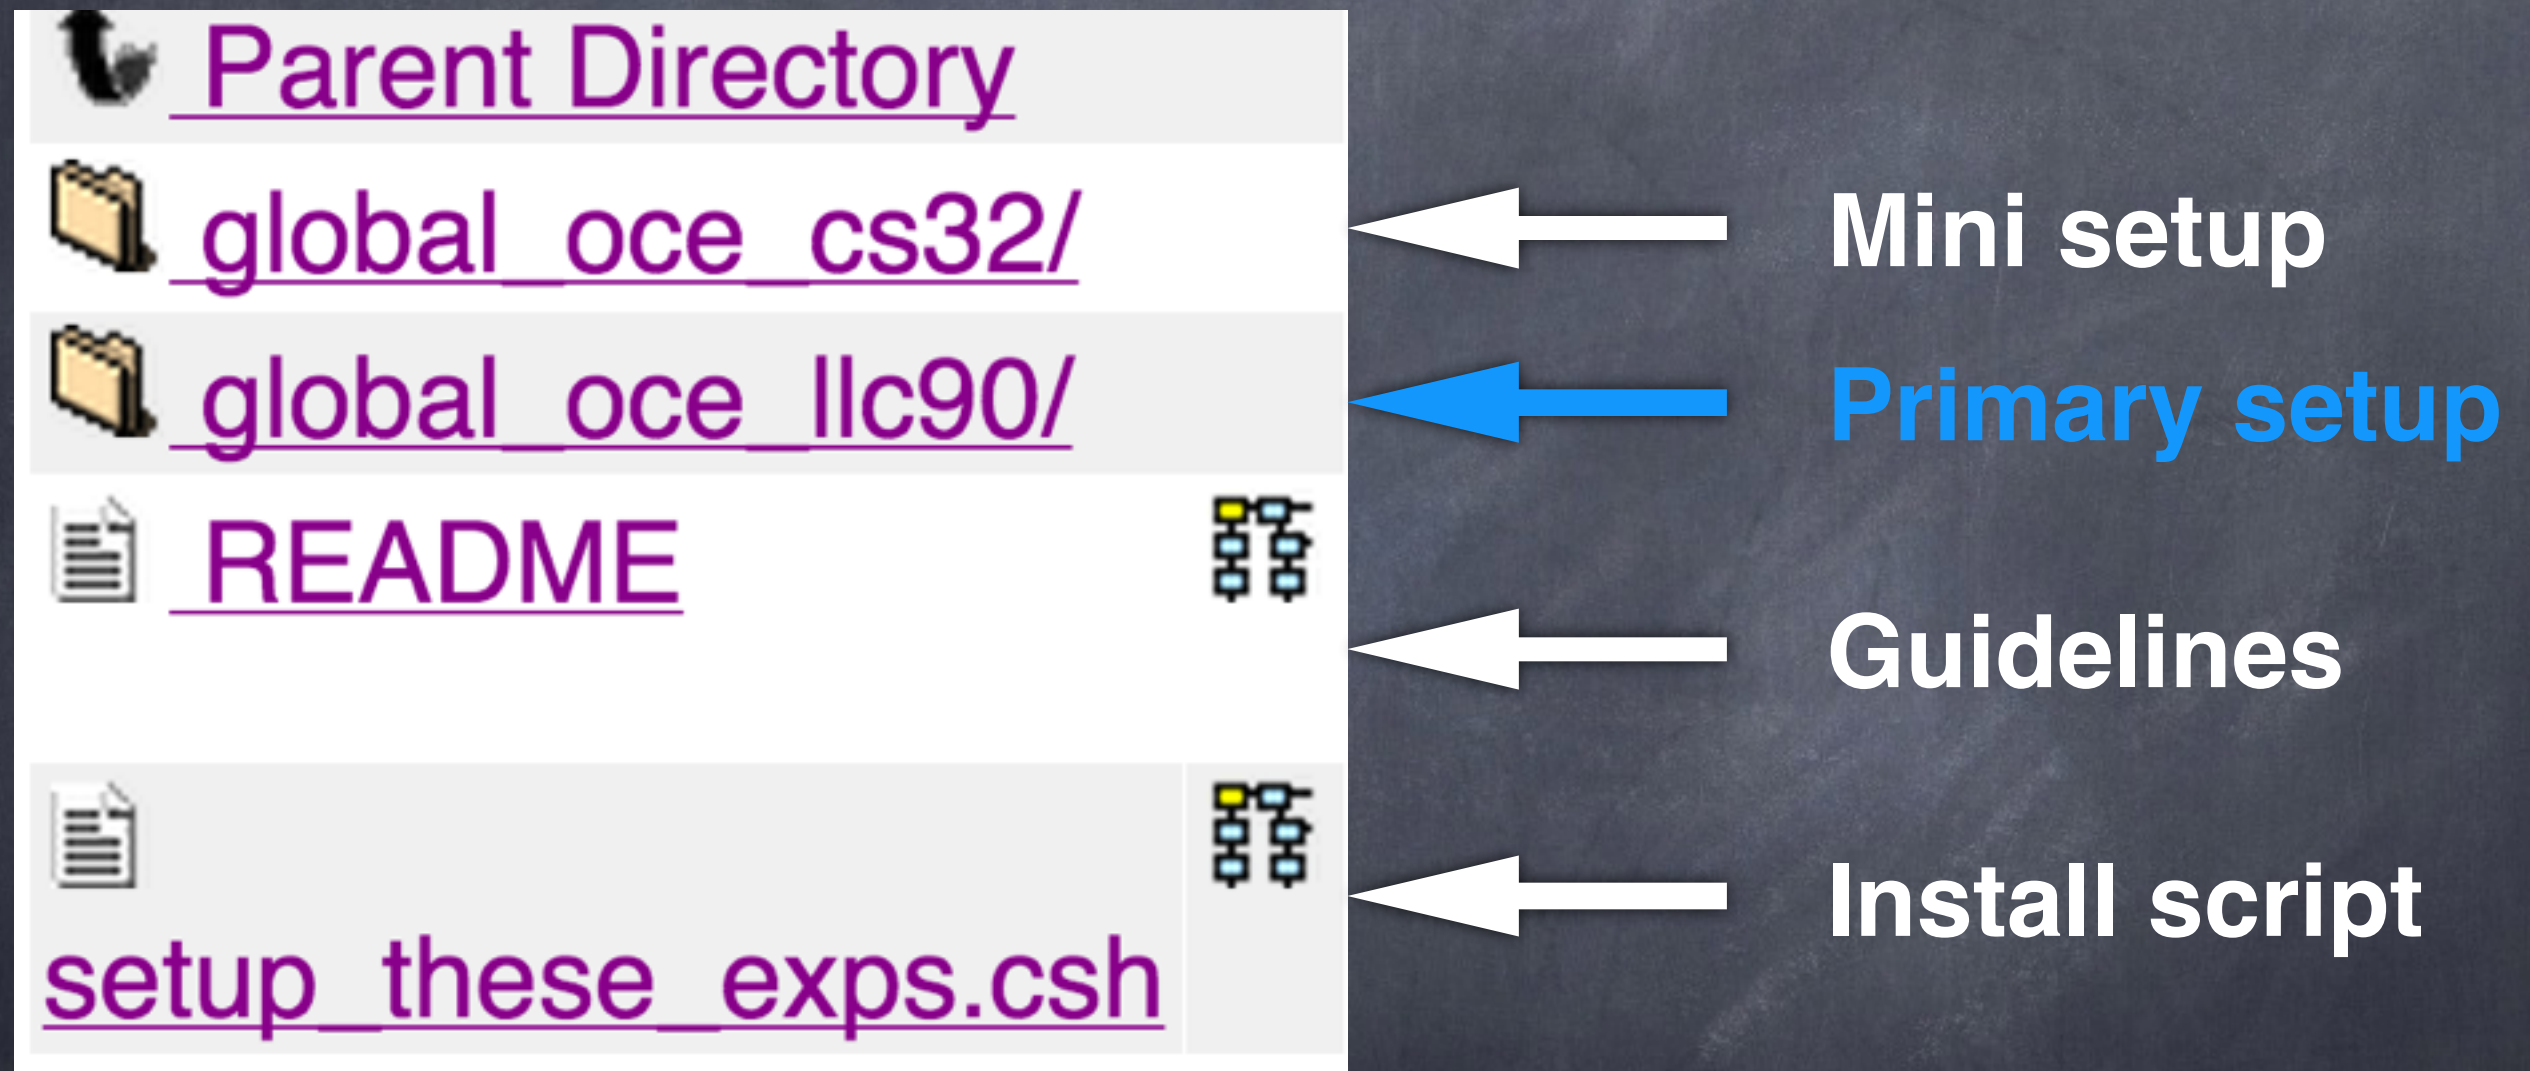 Parent Directory
global_oce_cs32/
Mini setup
global_oce_llc90/
Primary setup
README
Guidelines
Install script
setup_these_exps.csh